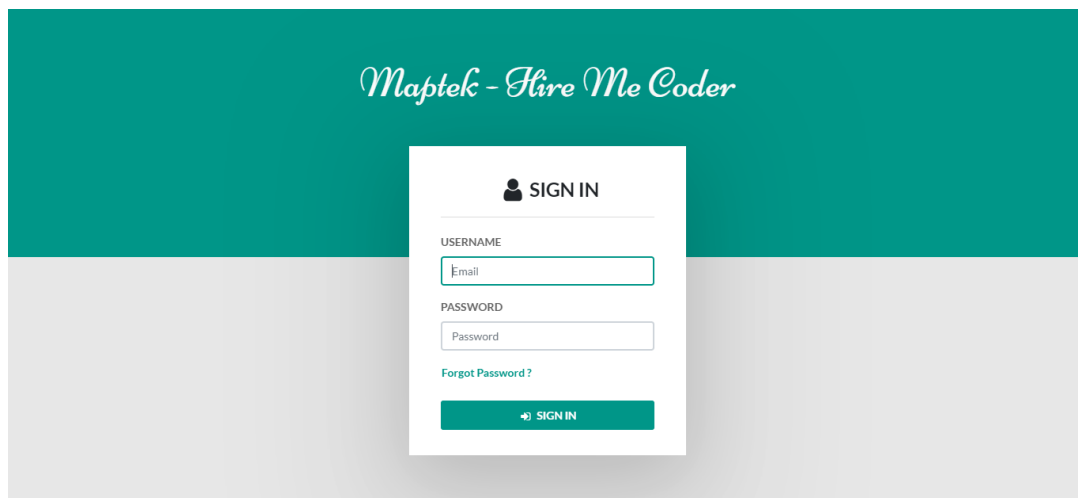 Maptek - Hire Me Coder
SIGN IN
USERNAME
Email
PASSWORD
Password
Forgot Password ?
SIGN IN